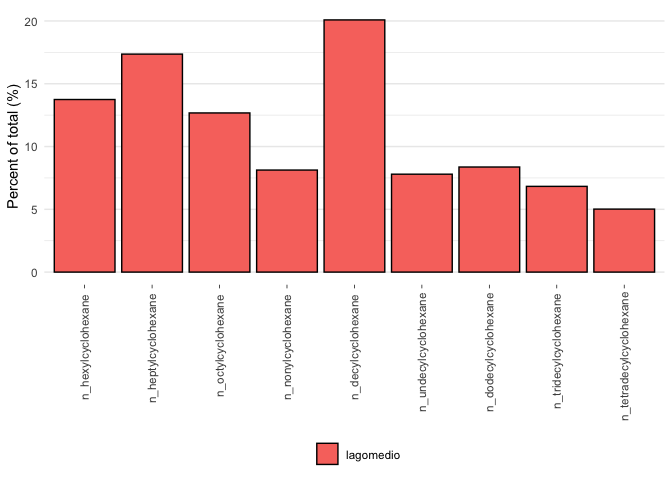 Percent of total (%)
20
15
10
5
0
n_hexylcyclohexane
n_heptylcyclohexane
n_octylcyclohexane
n_nonylcyclohexane
n_decylcyclohexane
n_undecylcyclohexane
n_dodecylcyclohexane
n_tridecylcyclohexane
n_tetradecylcyclohexane
lagomedio